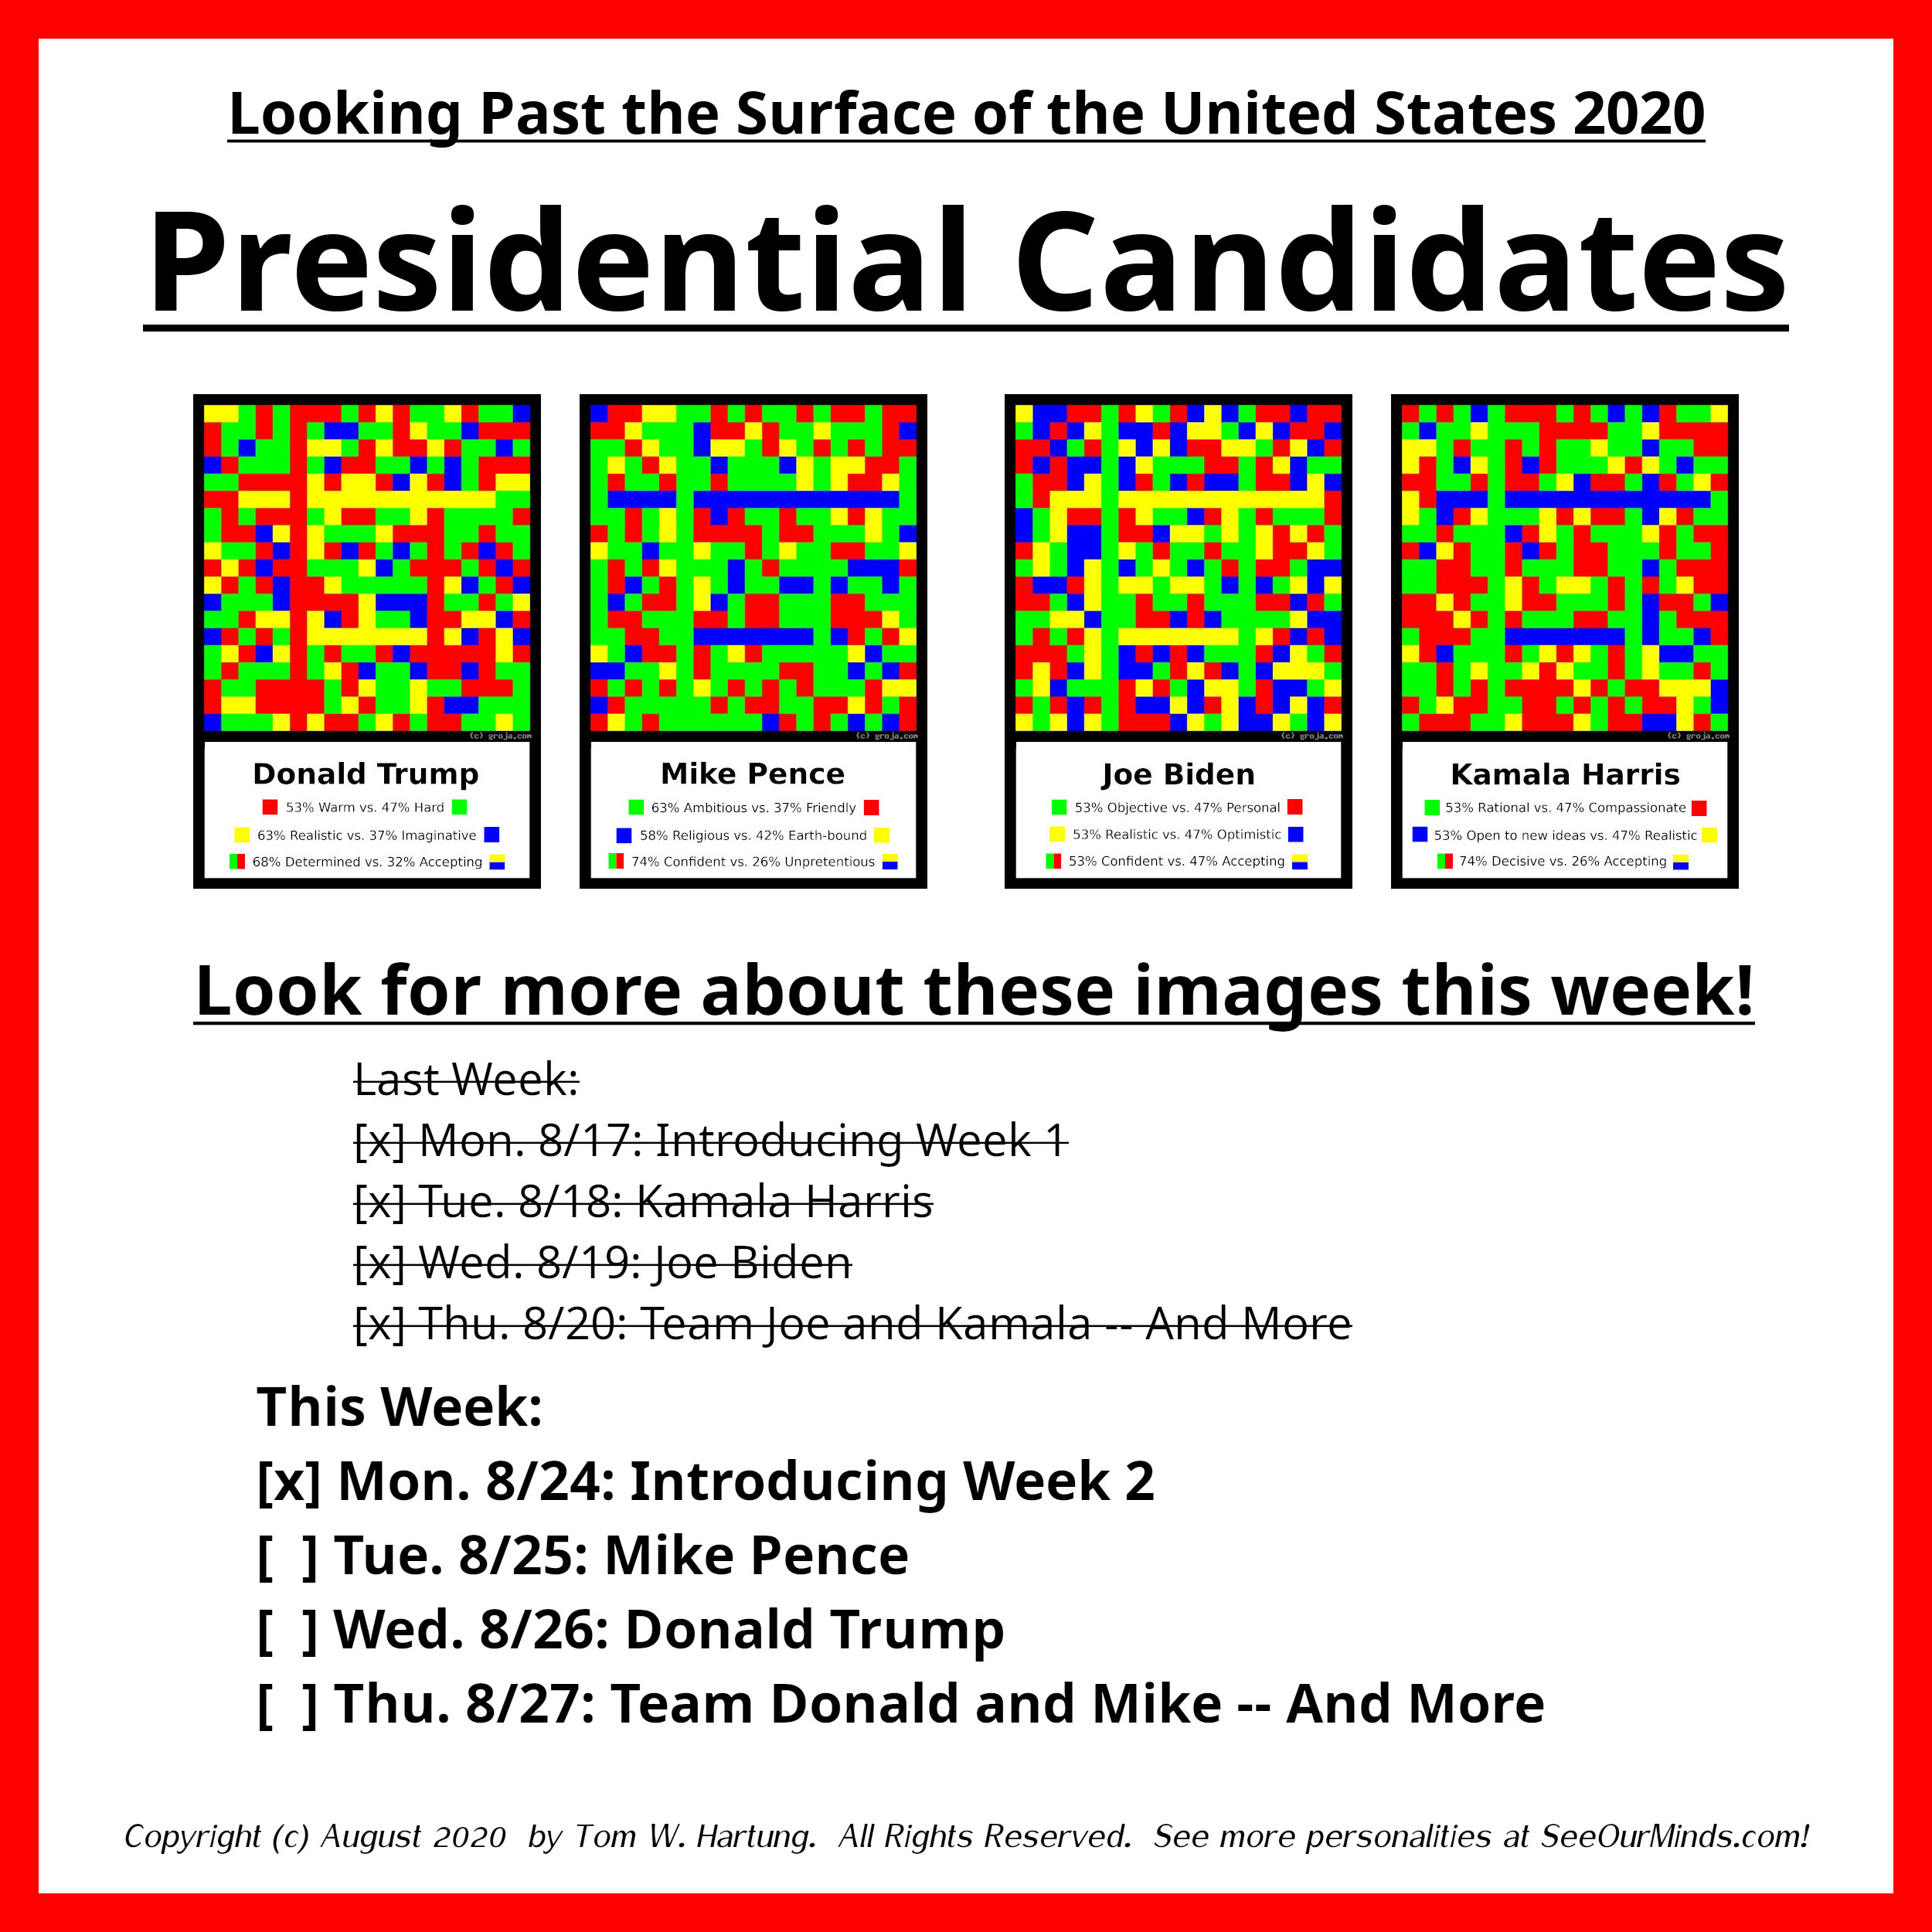 Looking Past the Surface of the United States 2020
Presidential Candidates
(c) groja.com
(c) groja.com
(c) groja.com
(c) groja.com
Donald Trump
53% Warm vs. 47% Hard
63% Realistic vs. 37% Imaginative
68% Determined vs. 32% Accepting
Mike Pence
63% Ambitious vs. 37% Friendly
58% Religious vs. 42% Earth-bound
74% Confident vs. 26% Unpretentious
Joe Biden
53% Objective vs. 47% Personal
53% Realistic vs. 47% Optimistic
53% Confident vs. 47% Accepting
Kamala Harris
53% Rational vs. 47% Compassionate
53% Open to new ideas vs. 47% Realistic
74% Decisive vs. 26% Accepting
Look for more about these images this week!
Last Week:
[x] Mon. 8/17: Introducing Week 1
[x] Tue. 8/18: Kamala Harris
[x] Wed. 8/19: Joe Biden
[x] Thu. 8/20: Team Joe and Kamala -- And More
This Week:
[x] Mon. 8/24: Introducing Week 2
[ ] Tue. 8/25: Mike Pence
[ ] Wed. 8/26: Donald Trump
[ ] Thu. 8/27: Team Donald and Mike -- And More
Copyright (c) August 2020 by Tom W. Hartung. All Rights Reserved. See more personalities at SeeOurMinds.com!